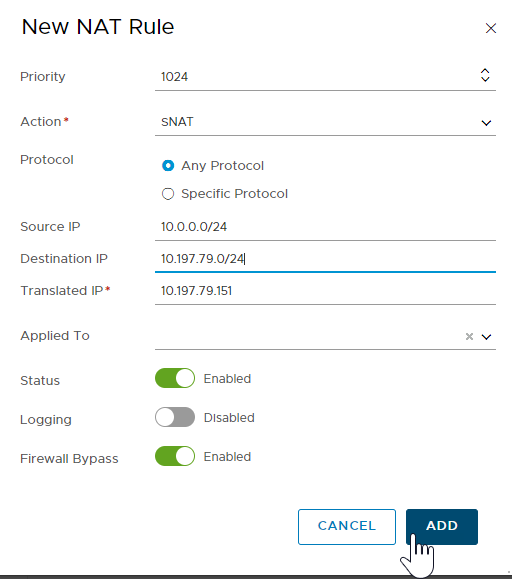 New NAT Rule
Priority 1024
Action* SNAT
Protocol
Any Protocol
Specific Protocol
Source IP 10.0.0.0/24
Destination IP 10.197.79.0/24
Translated IP* 10.197.79.151
Applied To
Status Enabled
Logging Disabled
Firewall Bypass Enabled
CANCEL ADD